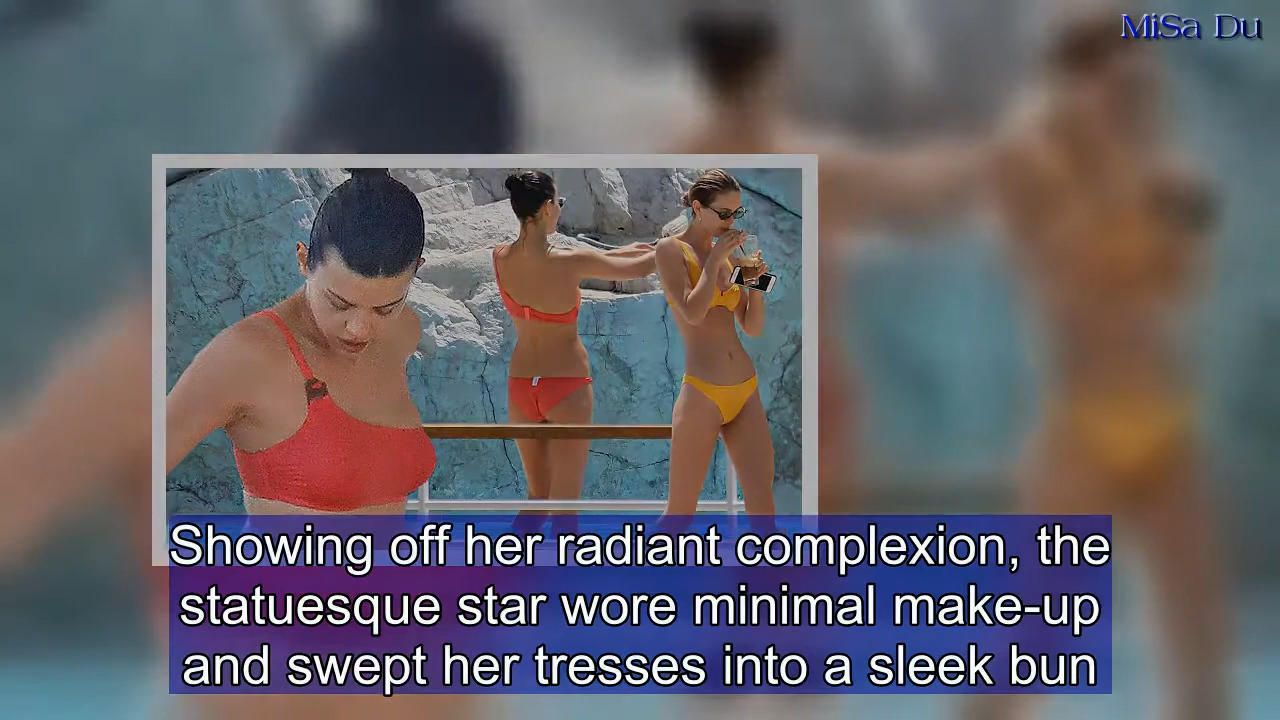 MiSa Du
Showing off her radiant complexion, the
statuesque star wore minimal make-up
and swept her tresses into a sleek bun